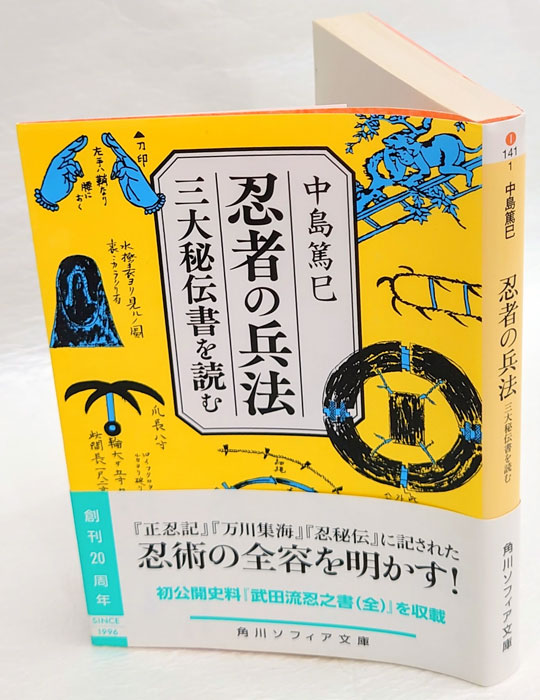 中島篤巳
忍者の兵法
三大秘伝書を読む
▲刀印
左手ハ鞘なり
腰におく
爪長八寸
『正忍記』『万川集海』『忍秘伝』に記された
忍術の全容を明かす!
初公開史料『武田流忍之書(全)』を収載
角川ソフィア文庫
創刊20周年
SINCE
1996
I
141
1
中島篤巳
忍者の兵法
三大秘伝書を読む
角川ソフィア文庫